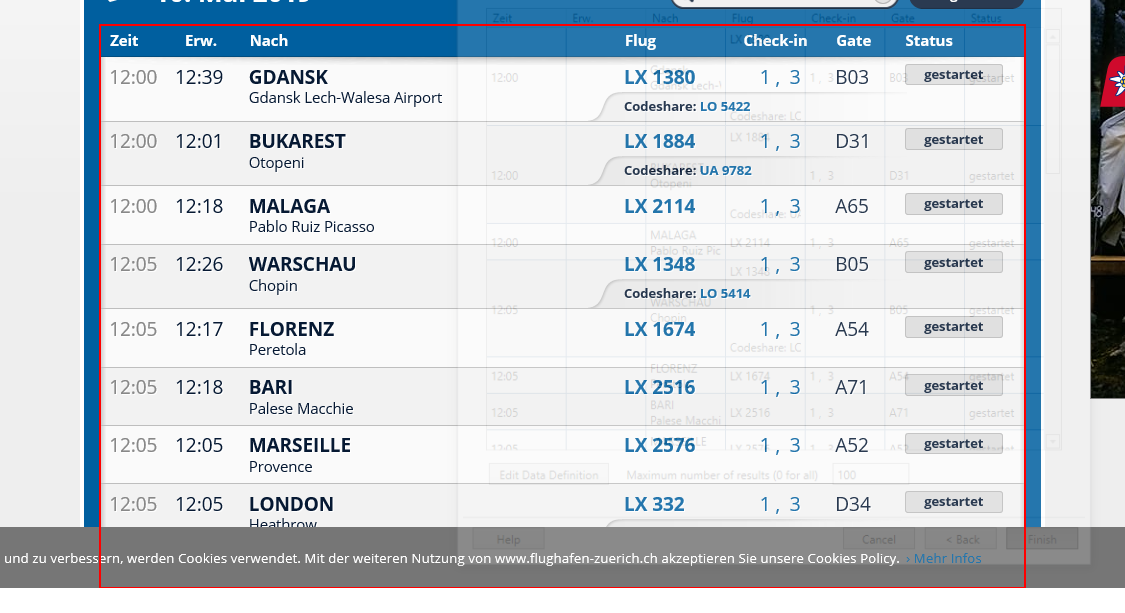 Zeit Erw. Nach Flug Check-in Gate Status
12:00 12:39 GDANSK LX 1380 1, 3 B03 gestartet
Gdansk Lech-Walesa Airport
Codeshare: LO 5422
12:00 12:01 BUKAREST LX 1884 1, 3 D31 gestartet
Otopeni
Codeshare: UA 9782
12:00 12:18 MALAGA LX 2114 1, 3 A65 gestartet
Pablo Ruiz Picasso
12:05 12:26 WARSCHAU LX 1348 1, 3 B05 gestartet
Chopin
Codeshare: LO 5414
12:05 12:17 FLORENZ LX 1674 1, 3 A54 gestartet
Peretola
12:05 12:18 BARI LX 2516 1, 3 A71 gestartet
Palese Macchie
12:05 12:05 MARSEILLE LX 2576 1, 3 A52 gestartet
Provence
Edit Data Definition Maximum number of results (0 for all) 100
12:05 12:05 LONDON LX 332 1, 3 D34 gestartet
Heathrow
Help Cancel < Back Finish
und zu verbessern, werden Cookies verwendet. Mit der weiteren Nutzung von www.flughafen-zuerich.ch akzeptieren Sie unsere Cookies Policy. › Mehr Infos